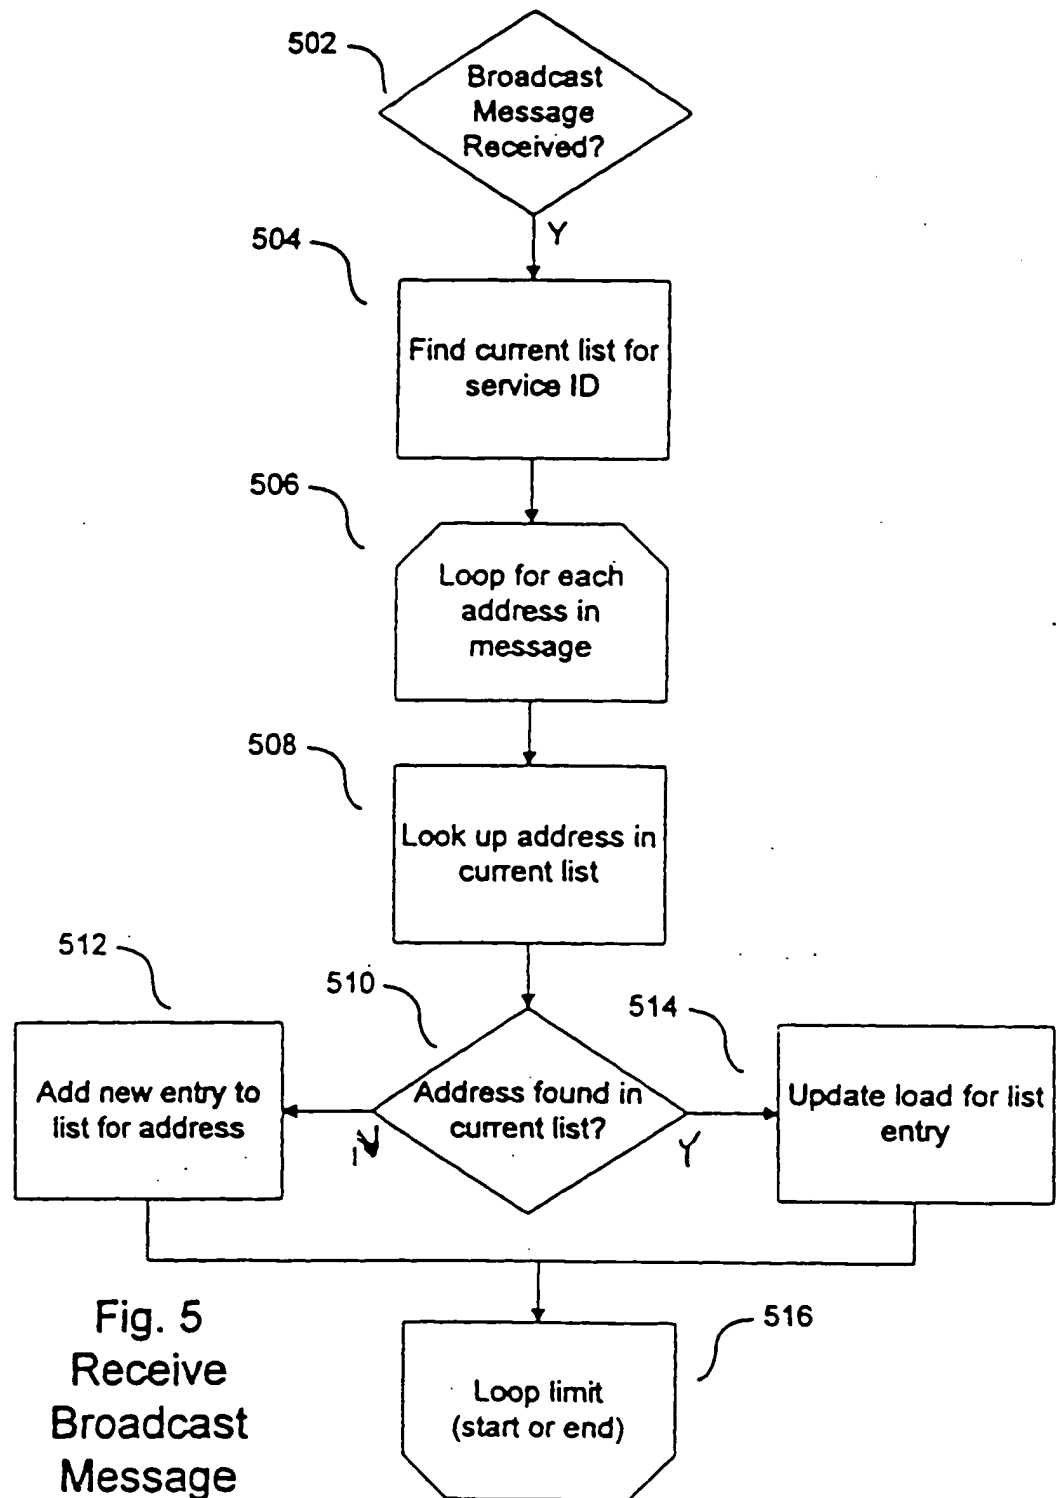 502
Broadcast
Message
Received?
Y
504
Find current list for
service ID
506
Loop for each
address in
message
508
Look up address in
current list
512
510
514
Add new entry to
list for address
Address found in
current list?
Update load for list
entry
N
Y
Fig. 5
Receive
Broadcast
Message
516
Loop limit
(start or end)